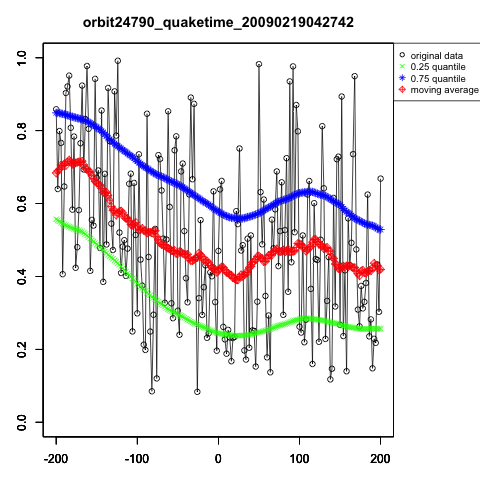 orbit24790_quaketime_20090219042742
original data
0.25 quantile
0.75 quantile
moving average
1.0
0.8
0.6
0.4
0.2
0.0
-200 -100 0 100 200